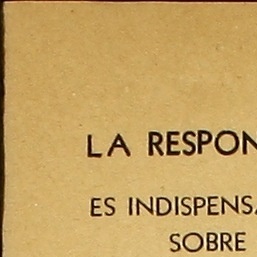 LA RESPON
ES INDISPENSA
SOBRE